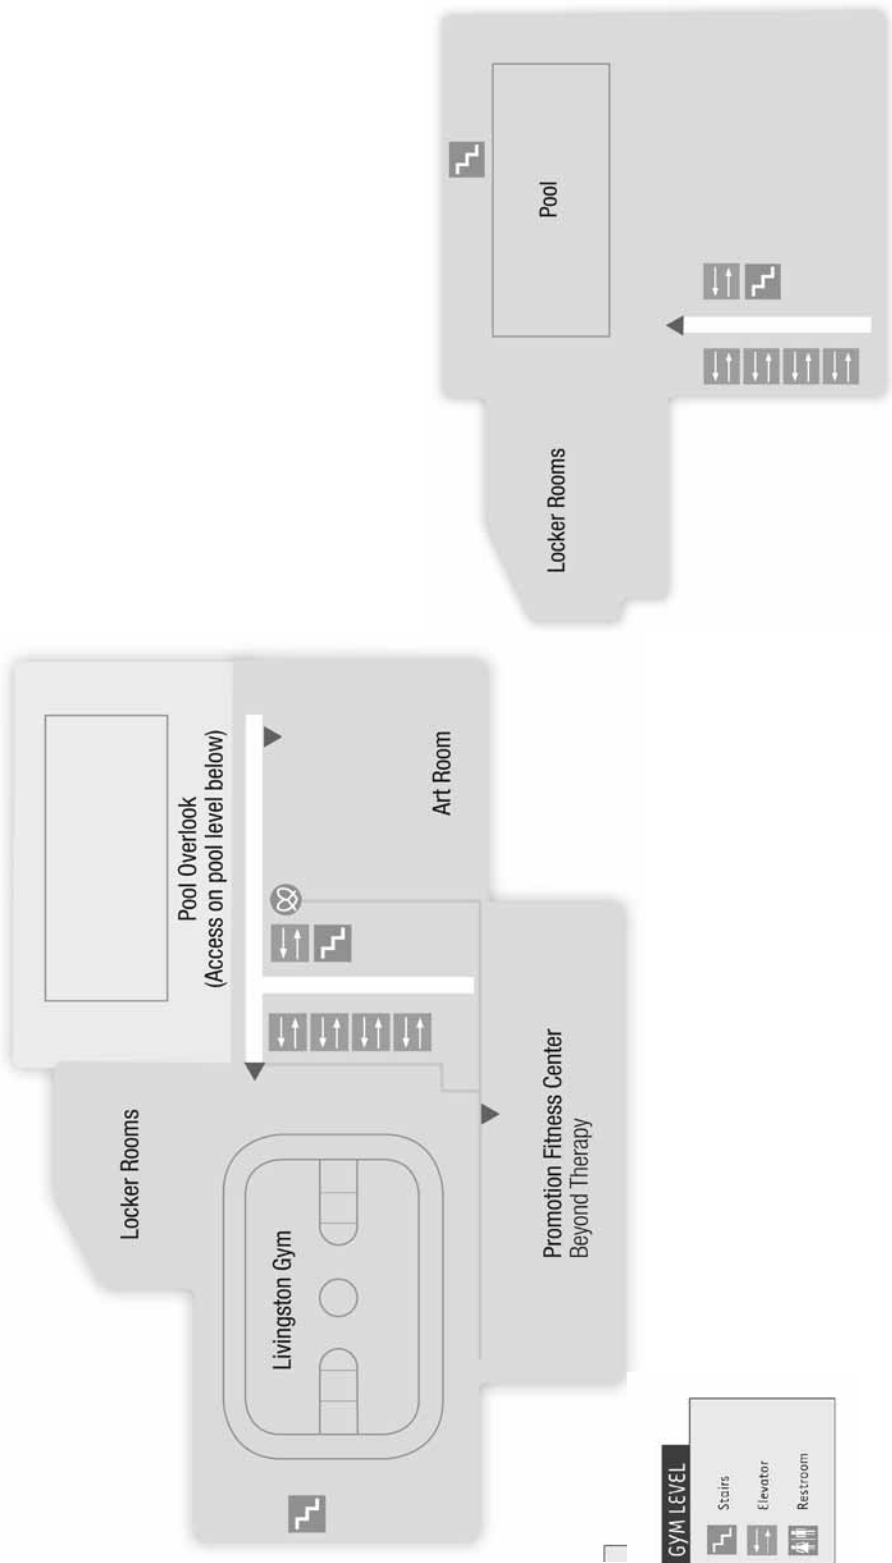 Locker Rooms
Pool
Locker Rooms
Pool Overlook
(Access on pool level below)
Livingston Gym
Art Room
Promotion Fitness Center
Beyond Therapy
GYM LEVEL
Stairs
Elevator
Restroom